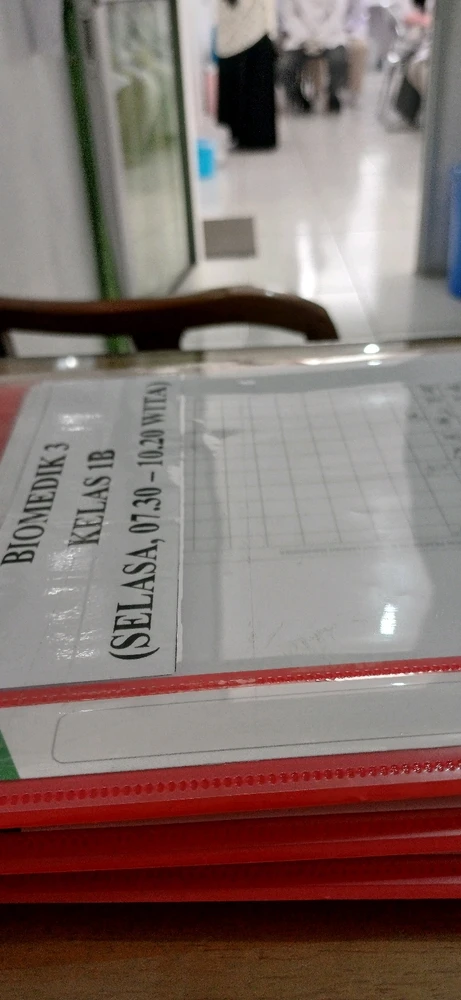 BIOMEDIK 3
KELAS 1B
(SELASA, 07.30 – 10.20 WITA)